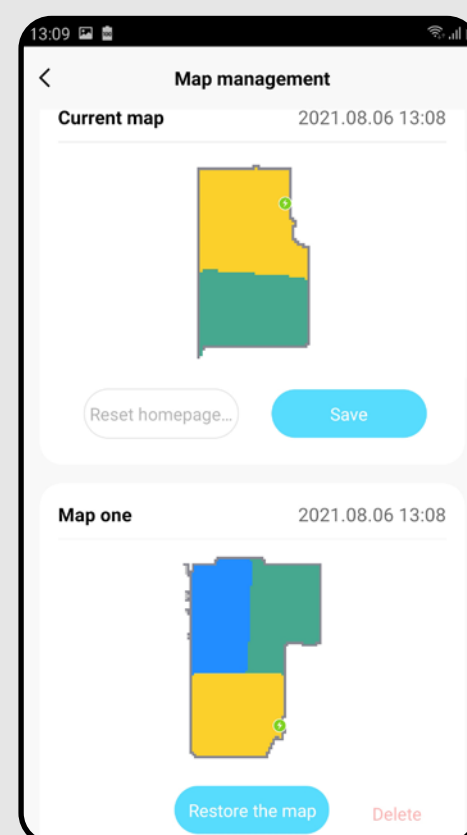 13:09
Map management
Current map 2021.08.06 13:08
Reset homepage... Save
Map one 2021.08.06 13:08
Restore the map Delete